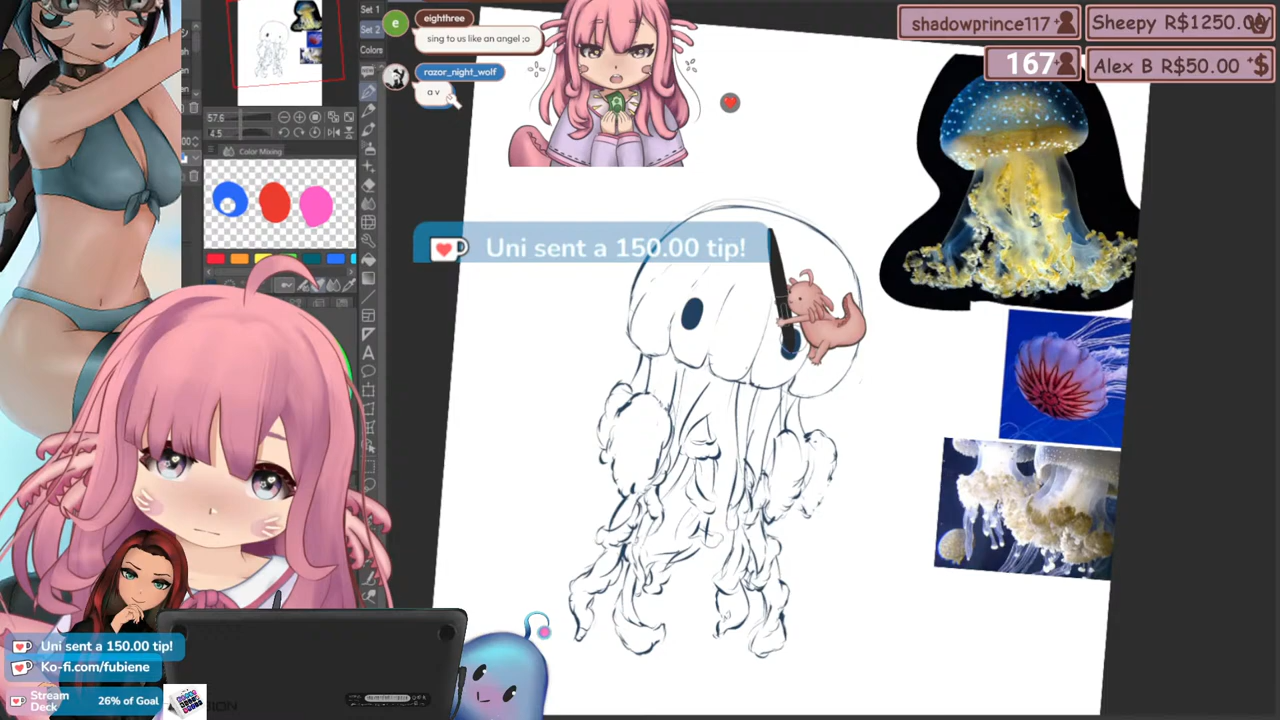 Set 1
Set 2
Colors
57.6
4.5
Color Mixing
e
eighthree
sing to us like an angel ;o
razor_night_wolf
a v
shadowprince117
Sheepy R$1250.00
167
Alex B R$50.00
Uni sent a 150.00 tip!
A
Uni sent a 150.00 tip!
Ko-fi.com/fubiene
Stream
Deck
26% of Goal